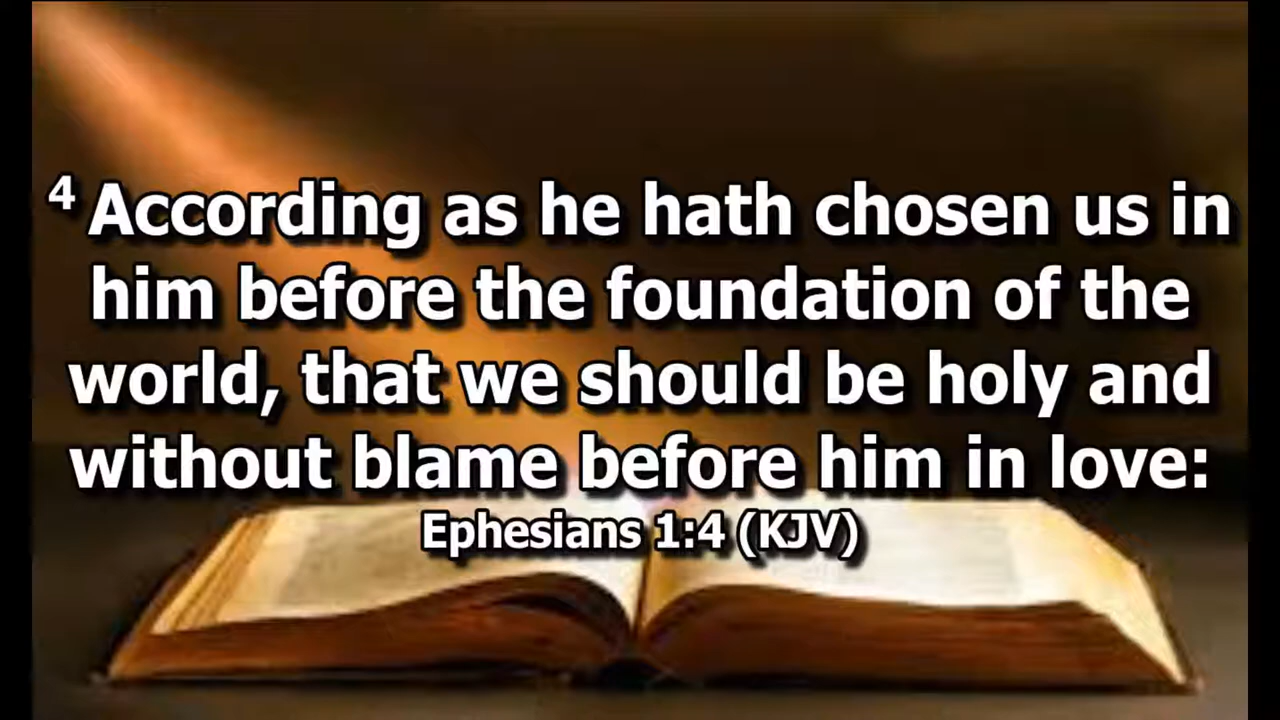 4 According as he hath chosen us in
him before the foundation of the
world, that we should be holy and
without blame before him in love:
Ephesians 1:4 (KJV)